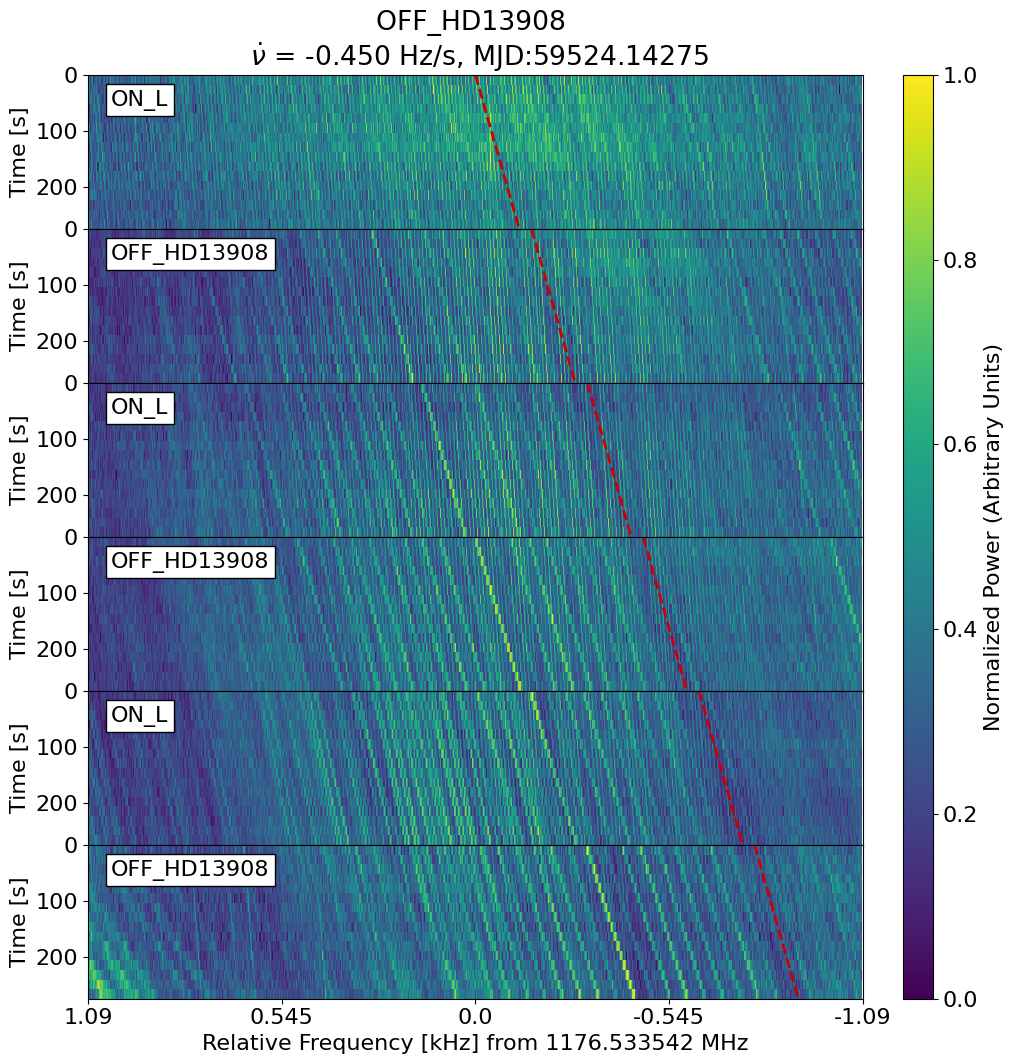 OFF_HD13908
ν̇ = -0.450 Hz/s, MJD:59524.14275
0
100
200
Time [s]
ON_L
0
100
200
Time [s]
OFF_HD13908
0
100
200
Time [s]
ON_L
0
100
200
Time [s]
OFF_HD13908
0
100
200
Time [s]
ON_L
0
100
200
Time [s]
OFF_HD13908
1.09
0.545
0.0
-0.545
-1.09
Relative Frequency [kHz] from 1176.533542 MHz
1.0
0.8
0.6
0.4
0.2
0.0
Normalized Power (Arbitrary Units)